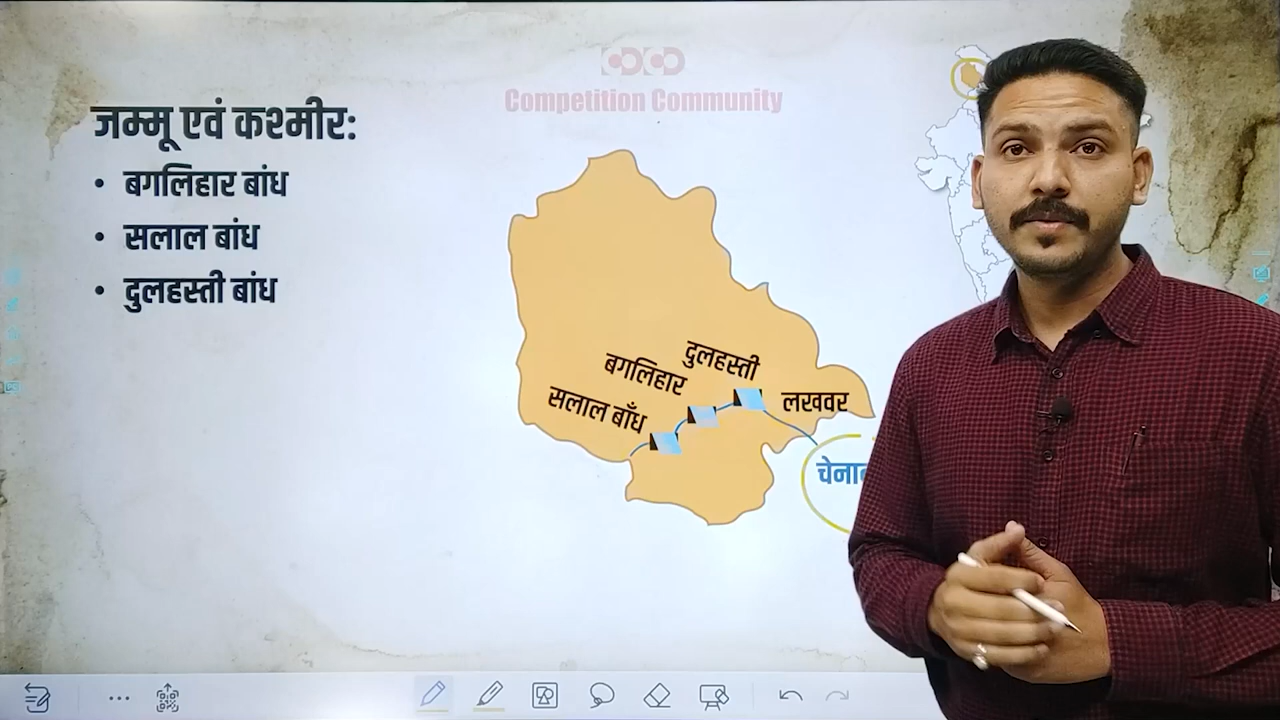 Competition Community
जम्मू एवं कश्मीर:
• बगलिहार बांध
• सलाल बांध
• दुलहस्ती बांध
दुलहस्ती
बगलिहार
सलाल बाँध
लखवर